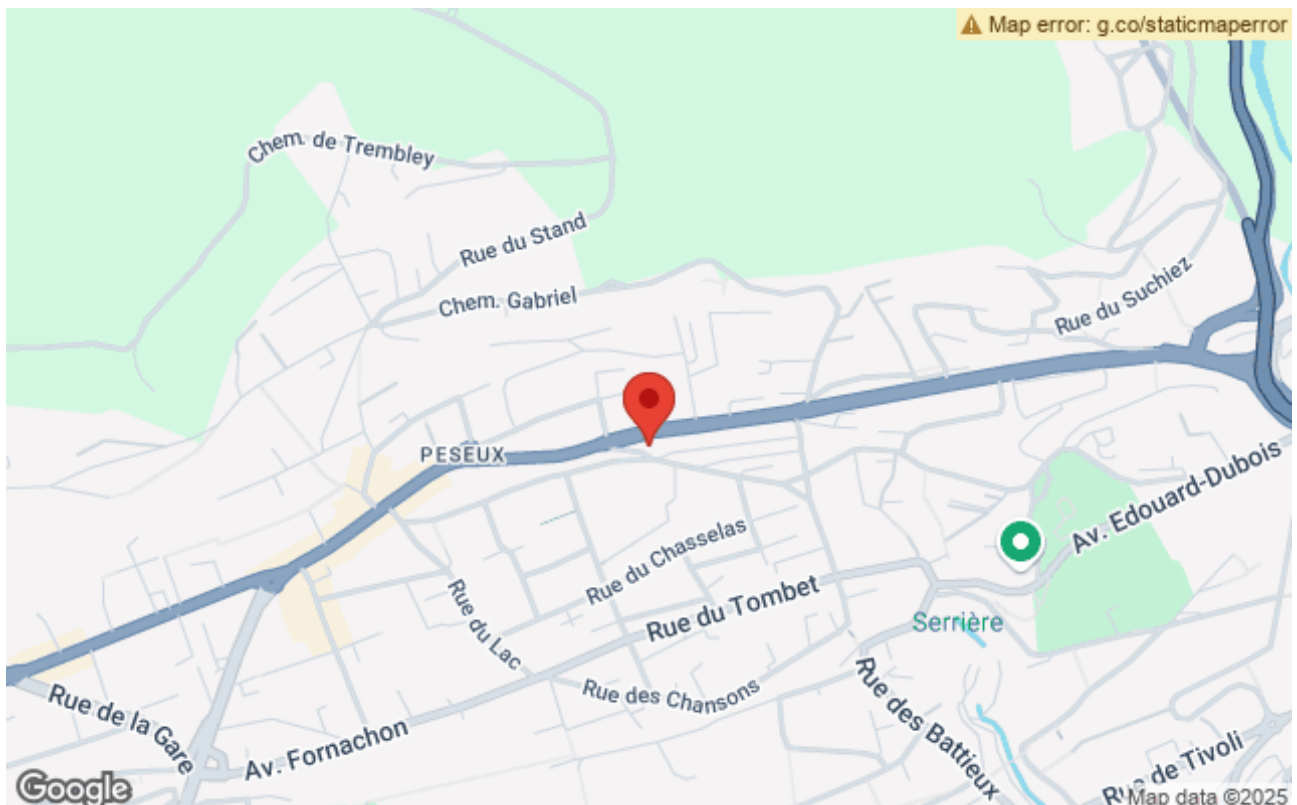 Map error: g.co/staticmaperror
Chem. de Trembley
Rue du Stand
Chem. Gabriel
Rue du Suchiez
PESEUX
Av. Edouard-Dubois
Rue du Chasselas
Rue du Tombet
Serrière
Rue du Lac
Rue des Chansons
Rue des Battieux
Rue de la Gare
Av. Fornachon
Rue de Tivoli
Google
Map data ©2025